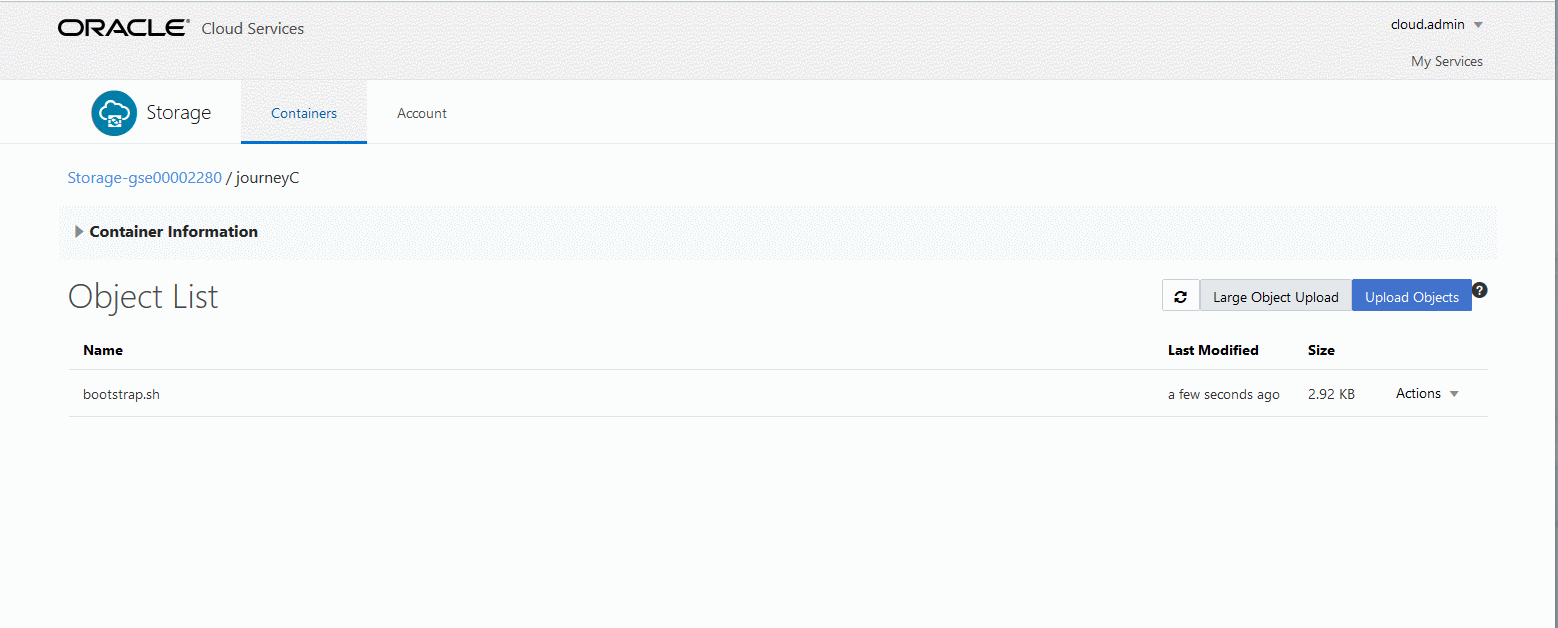 ORACLE® Cloud Services
cloud.admin
My Services
Storage
Containers
Account
Storage-gse00002280 / journeyC
Container Information
Object List
Large Object Upload
Upload Objects
?
Name
Last Modified
Size
bootstrap.sh
a few seconds ago
2.92 KB
Actions